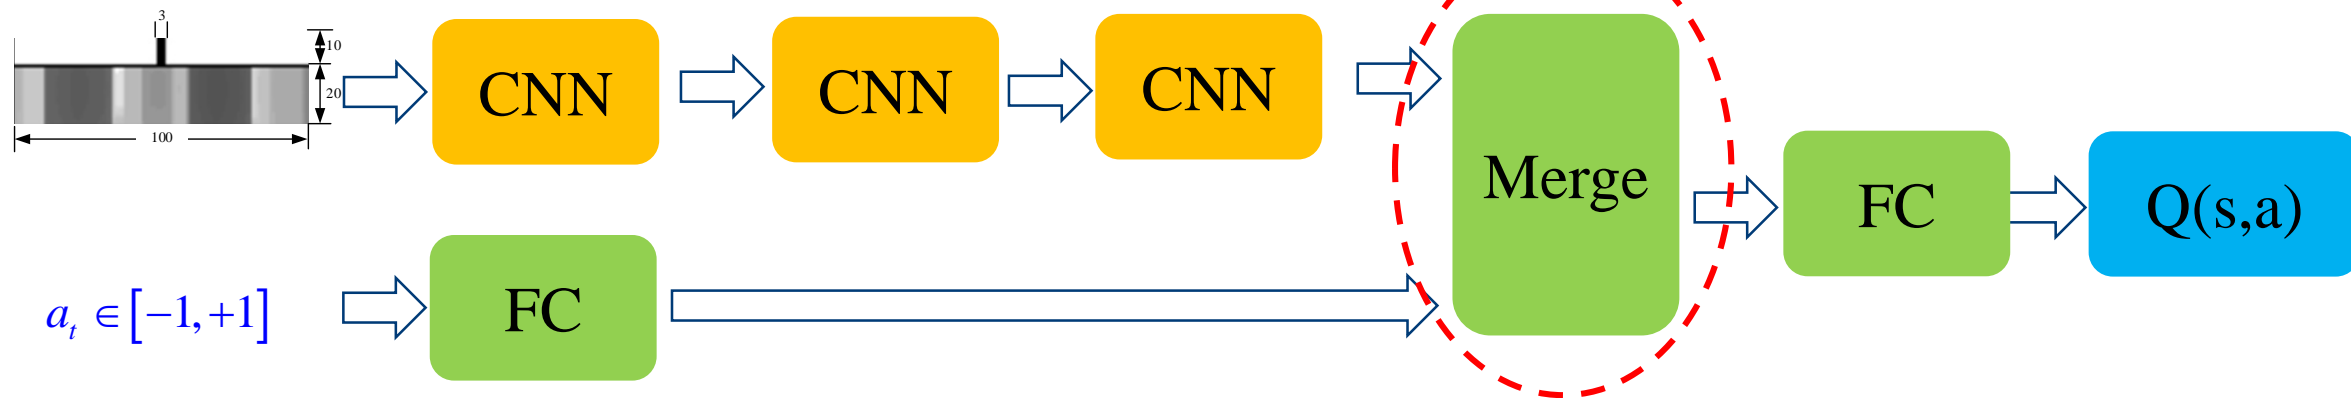 3
10
20
100
CNN
CNN
CNN
Merge
FC
Q(s,a)
a_t ∈ [−1, +1]
FC